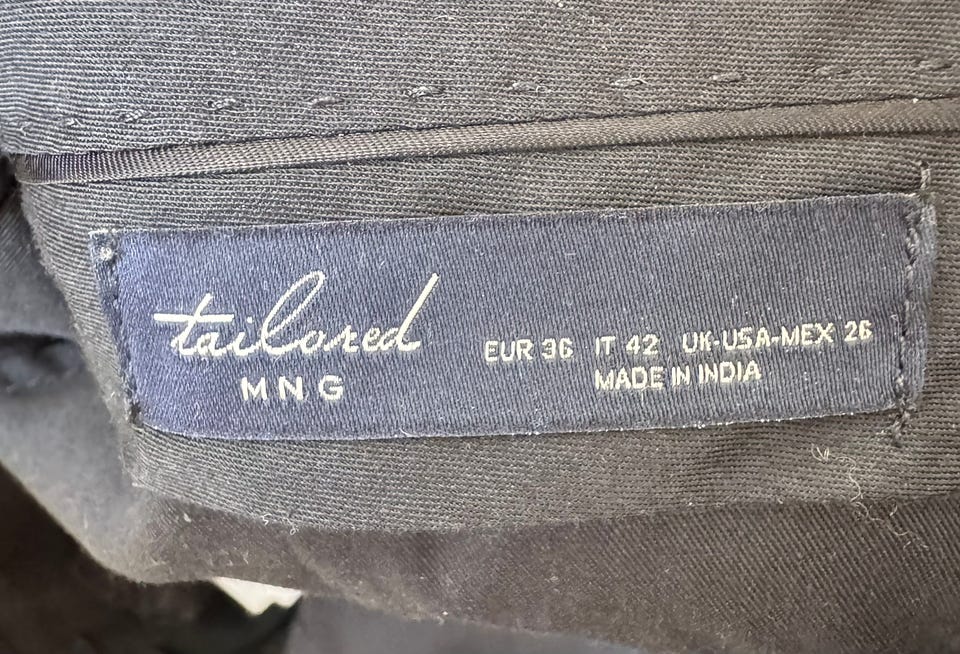 tailored
MNG
EUR 36 IT 42 UK-USA-MEX 26
MADE IN INDIA